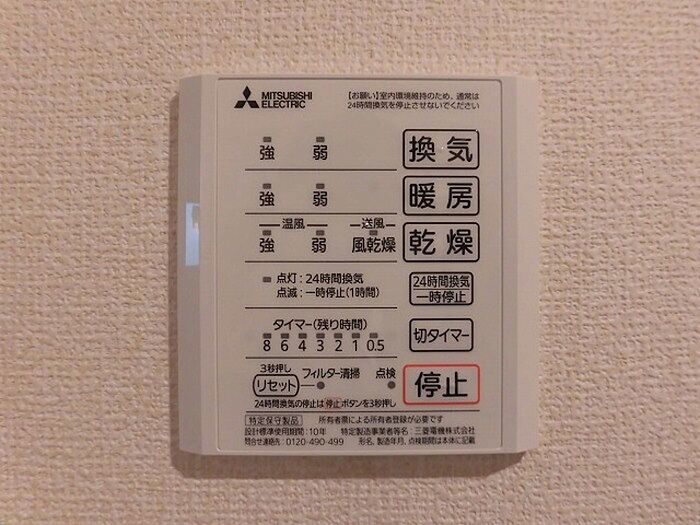 MITSUBISHI
ELECTRIC
【お願い】室内環境維持のため、通常は
24時間換気を停止させないでください
強 弱 換気
強 弱 暖房
温風 送風
強 弱 風乾燥 乾燥
点灯:24時間換気
点滅:一時停止(1時間)
24時間換気
一時停止
タイマー(残り時間)
8 6 4 3 2 1 0.5
切タイマー
3秒押し
リセット フィルター清掃 点検
停止
24時間換気の停止は停止ボタンを3秒押し
特定保守製品 所有者票による所有者登録が必要です
設計標準使用期間:10年 特定製造事業者等名:三菱電機株式会社
問合せ連絡先:0120-490-499 形名、製造年月、点検期間は本体に記載